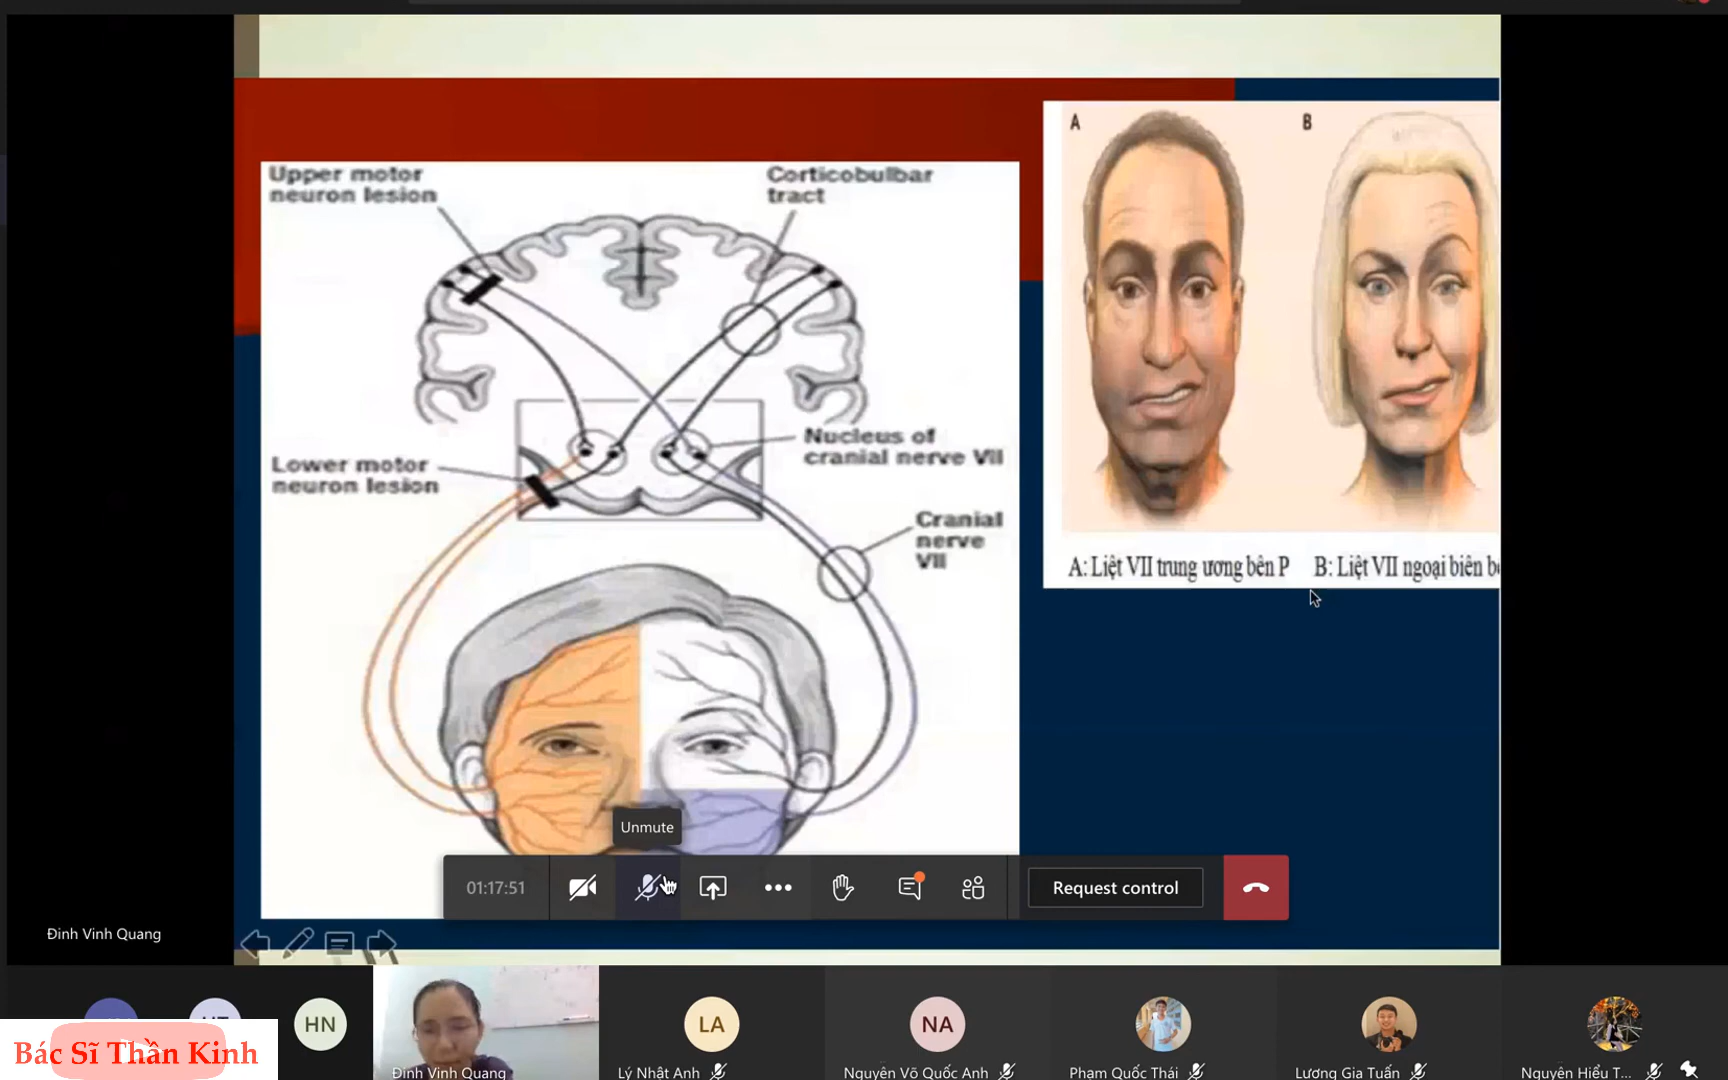 A
B
Upper motor
neuron lesion
Corticobulbar
tract
Nucleus of
cranial nerve VII
Lower motor
neuron lesion
Cranial
nerve
VII
A: Liệt VII trung ương bên P
B: Liệt VII ngoại biên b
Unmute
01:17:51
Request control
Đinh Vinh Quang
HN
LA
NA
Bác Sĩ Thần Kinh
Đinh Vinh Quang
Lý Nhật Anh
Nguyễn Võ Quốc Anh
Phạm Quốc Thái
Lương Gia Tuấn
Nguyễn Hiểu T...